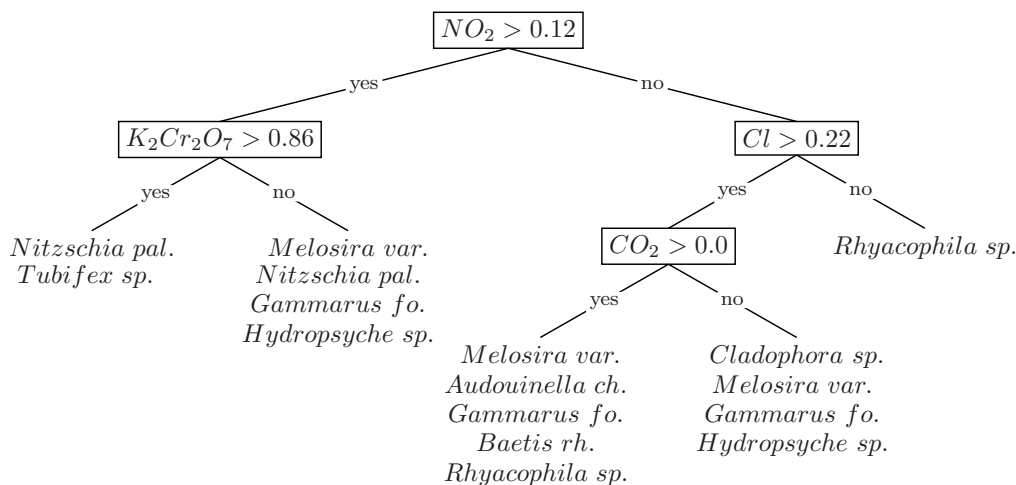 NO₂ > 0.12
yes
no
K₂Cr₂O₇ > 0.86
Cl > 0.22
yes
no
yes
no
Nitzschia pal.
Tubifex sp.
Melosira var.
Nitzschia pal.
Gammarus fo.
Hydropsyche sp.
CO₂ > 0.0
Rhyacophila sp.
yes
no
Melosira var.
Audouinella ch.
Gammarus fo.
Baetis rh.
Rhyacophila sp.
Cladophora sp.
Melosira var.
Gammarus fo.
Hydropsyche sp.